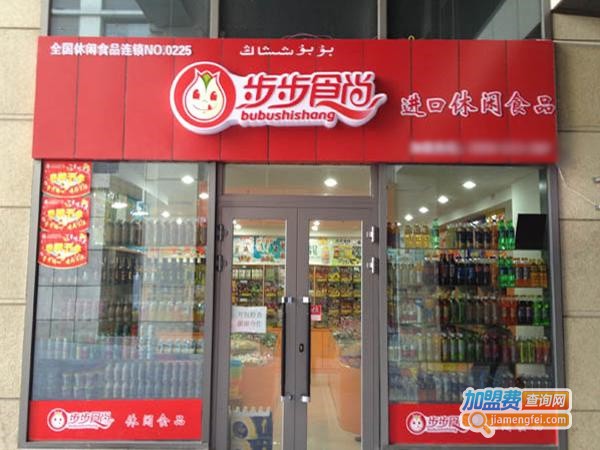 全国休闲食品连锁NO.0225
بۇبۇشىشاڭ
步步食尚
bubushishang
进口休闲食品
步步食尚 休闲食品
步步食尚
加盟费查询网
jiamengfei.com